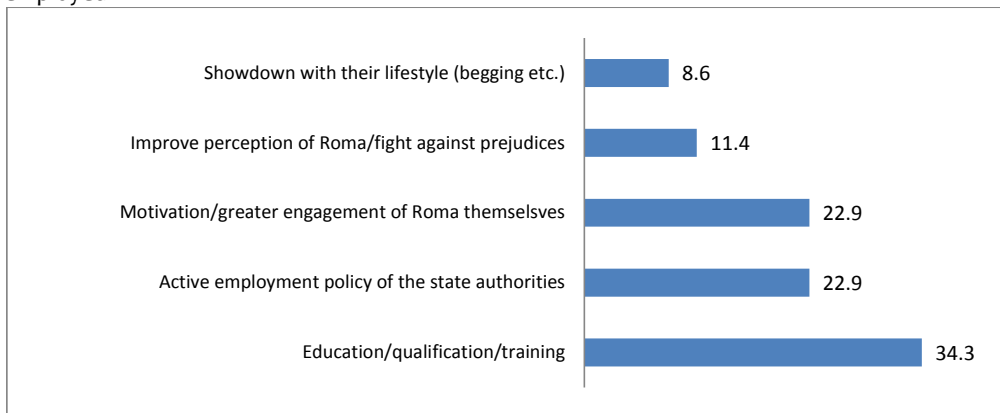 Showdown with their lifestyle (begging etc.) 8.6
Improve perception of Roma/fight against prejudices 11.4
Motivation/greater engagement of Roma themselsves 22.9
Active employment policy of the state authorities 22.9
Education/qualification/training 34.3